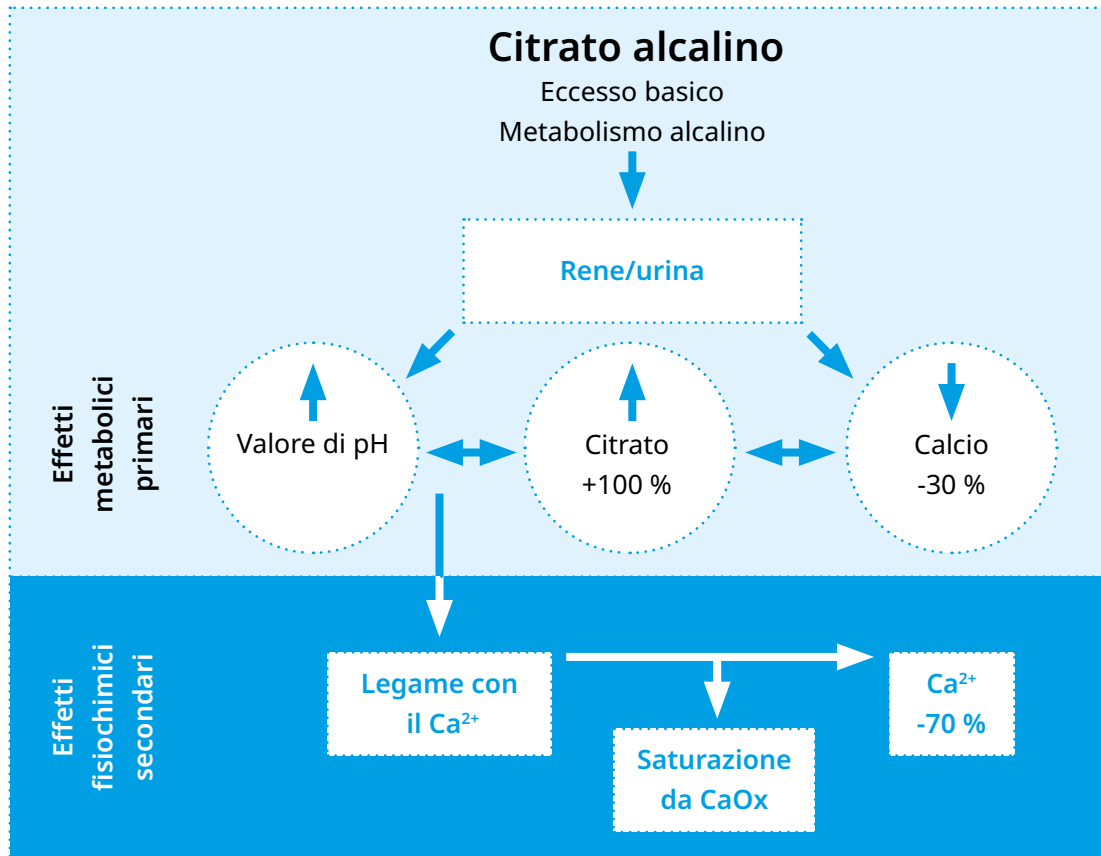 Citrato alcalino
Eccesso basico
Metabolismo alcalino
Rene/urina
Effetti
metabolici
primari
Valore di pH
Citrato
+100 %
Calcio
-30 %
Effetti
fisiochimici
secondari
Legame con
il Ca²⁺
Saturazione
da CaOx
Ca²⁺
-70 %